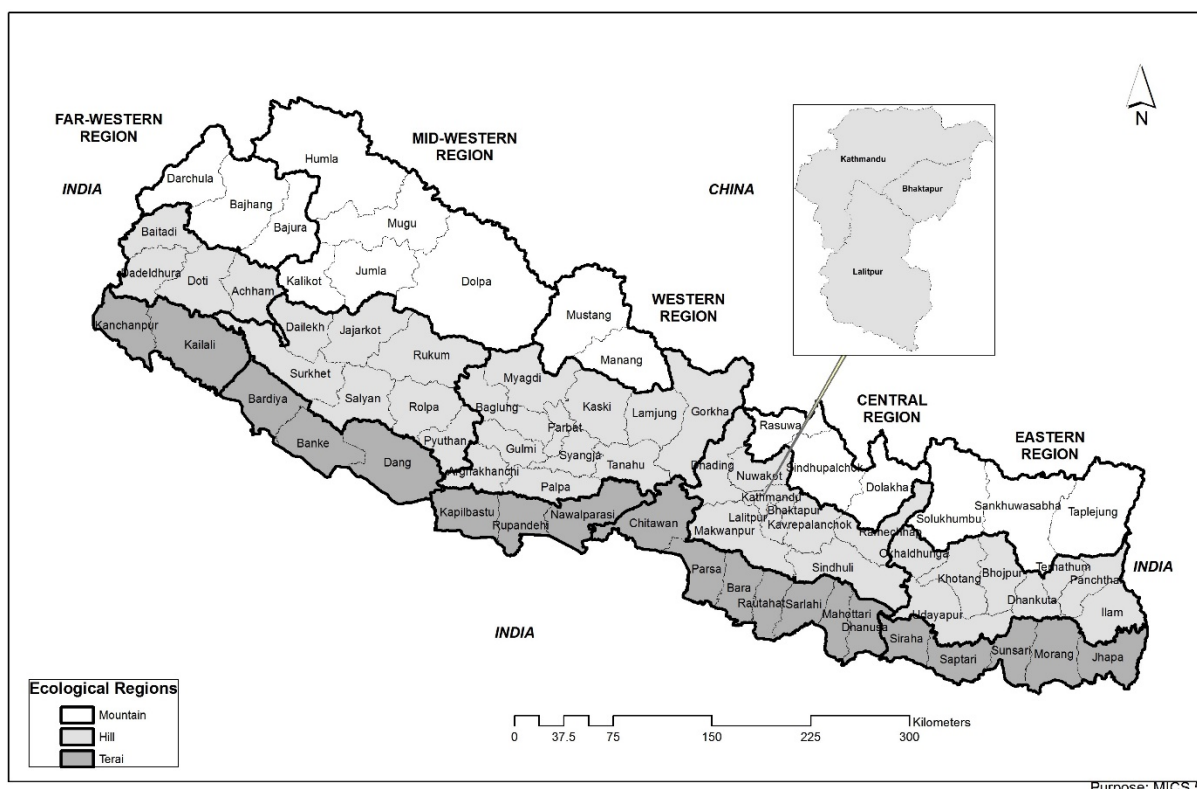 N
FAR-WESTERN
REGION
MID-WESTERN
REGION
INDIA
CHINA
WESTERN
REGION
CENTRAL
REGION
EASTERN
REGION
INDIA
INDIA
Kathmandu
Bhaktapur
Lalitpur
Humla
Darchula
Bajhang
Bajura
Mugu
Baitadi
Dadeldhura
Doti
Achham
Kalikot
Jumla
Dolpa
Mustang
Manang
Kanchanpur
Kailali
Dailekh
Jajarkot
Rukum
Surkhet
Salyan
Rolpa
Pyuthan
Bardiya
Banke
Dang
Myagdi
Baglung
Parbat
Kaski
Lamjung
Gorkha
Gulmi
Syangja
Tanahu
Arghakhanchi
Palpa
Kapilbastu
Rupandehi
Nawalparasi
Chitawan
Rasuwa
Dhading
Nuwakot
Sindhupalchok
Dolakha
Kathmandu
Bhaktapur
Lalitpur
Kavrepalanchok
Makwanpur
Ramechhap
Sindhuli
Solukhumbu
Sankhuwasabha
Taplejung
Okhaldhunga
Khotang
Bhojpur
Terhathum
Panchthar
Dhankuta
Ilam
Udayapur
Parsa
Bara
Rautahat
Sarlahi
Mahottari
Dhanusa
Siraha
Saptari
Sunsari
Morang
Jhapa
Ecological Regions
Mountain
Hill
Terai
Kilometers
0 37.5 75 150 225 300
Purpose: MICS